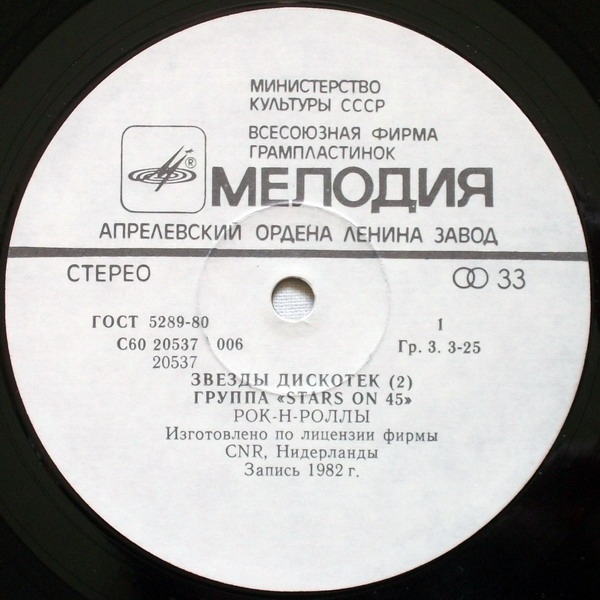 МИНИСТЕРСТВО
КУЛЬТУРЫ СССР
ВСЕСОЮЗНАЯ ФИРМА
ГРАМПЛАСТИНОК
®
МЕЛОДИЯ
АПРЕЛЕВСКИЙ ОРДЕНА ЛЕНИНА ЗАВОД
СТЕРЕО 33
ГОСТ 5289-80 1
С60 20537 006 Гр. 3. 3-25
20537
ЗВЕЗДЫ ДИСКОТЕК (2)
ГРУППА «STARS ON 45»
РОК-Н-РОЛЛЫ
Изготовлено по лицензии фирмы
CNR, Нидерланды
Запись 1982 г.